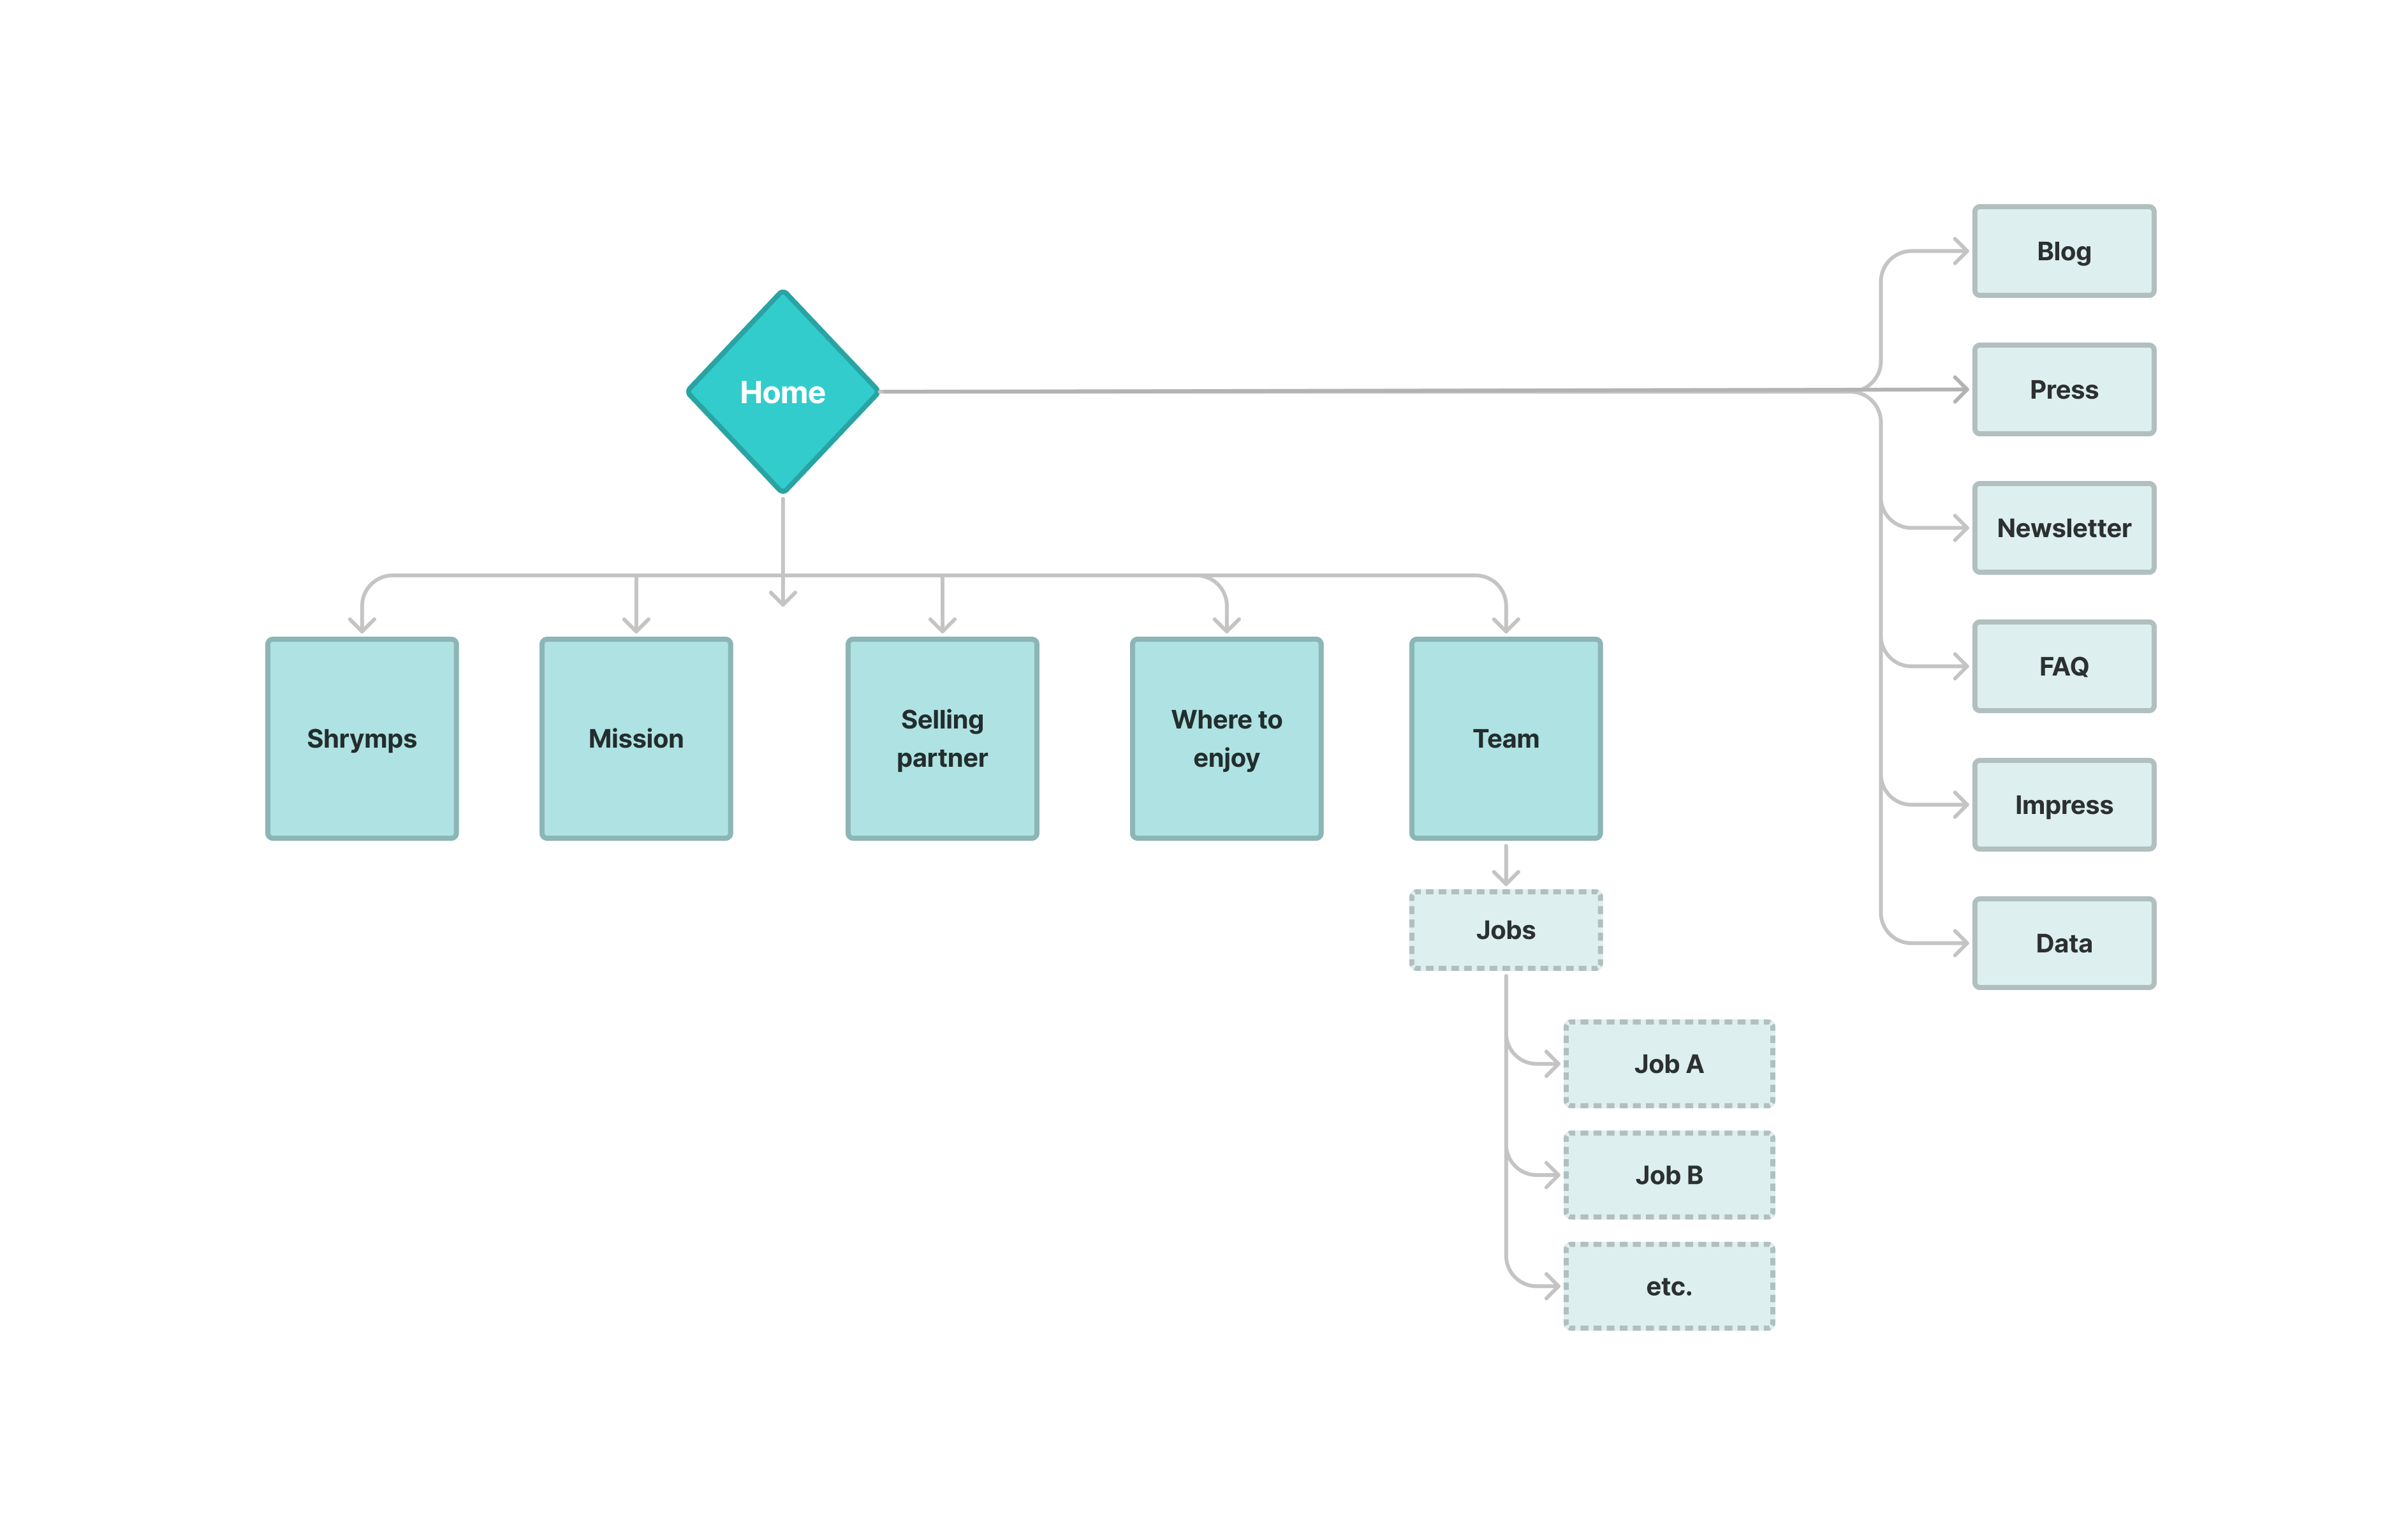 Home
Blog
Press
Newsletter
FAQ
Impress
Data
Shrymps
Mission
Selling
partner
Where to
enjoy
Team
Jobs
Job A
Job B
etc.